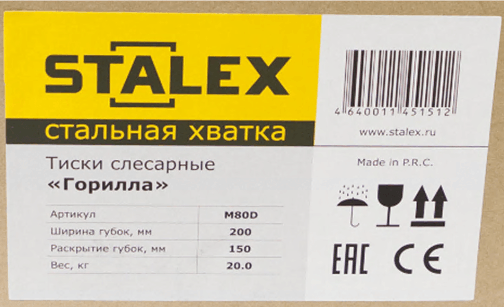 STALEX
стальная хватка
Тиски слесарные
«Горилла»
Артикул M80D
Ширина губок, мм 200
Раскрытие губок, мм 150
Вес, кг 20.0
4 640011 451512
www.stalex.ru
Made in P.R.C.
EAC CE